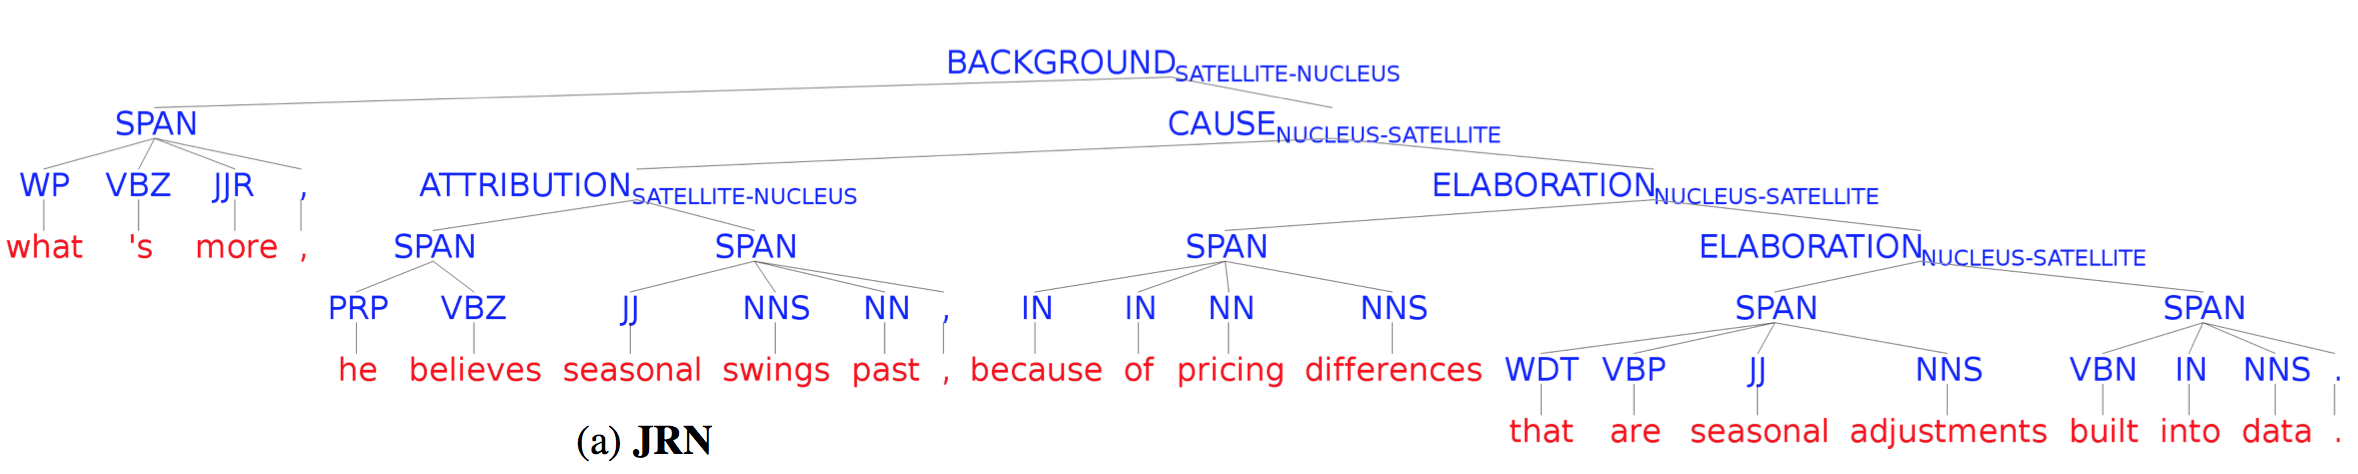 BACKGROUNDSATELLITE-NUCLEUS
SPAN CAUSENUCLEUS-SATELLITE
WP VBZ JJR , ATTRIBUTIONSATELLITE-NUCLEUS ELABORATIONNUCLEUS-SATELLITE
what 's more , SPAN SPAN SPAN ELABORATIONNUCLEUS-SATELLITE
PRP VBZ JJ NNS NN , IN IN NN NNS SPAN SPAN
he believes seasonal swings past , because of pricing differences WDT VBP JJ NNS VBN IN NNS .
that are seasonal adjustments built into data .
(a) JRN